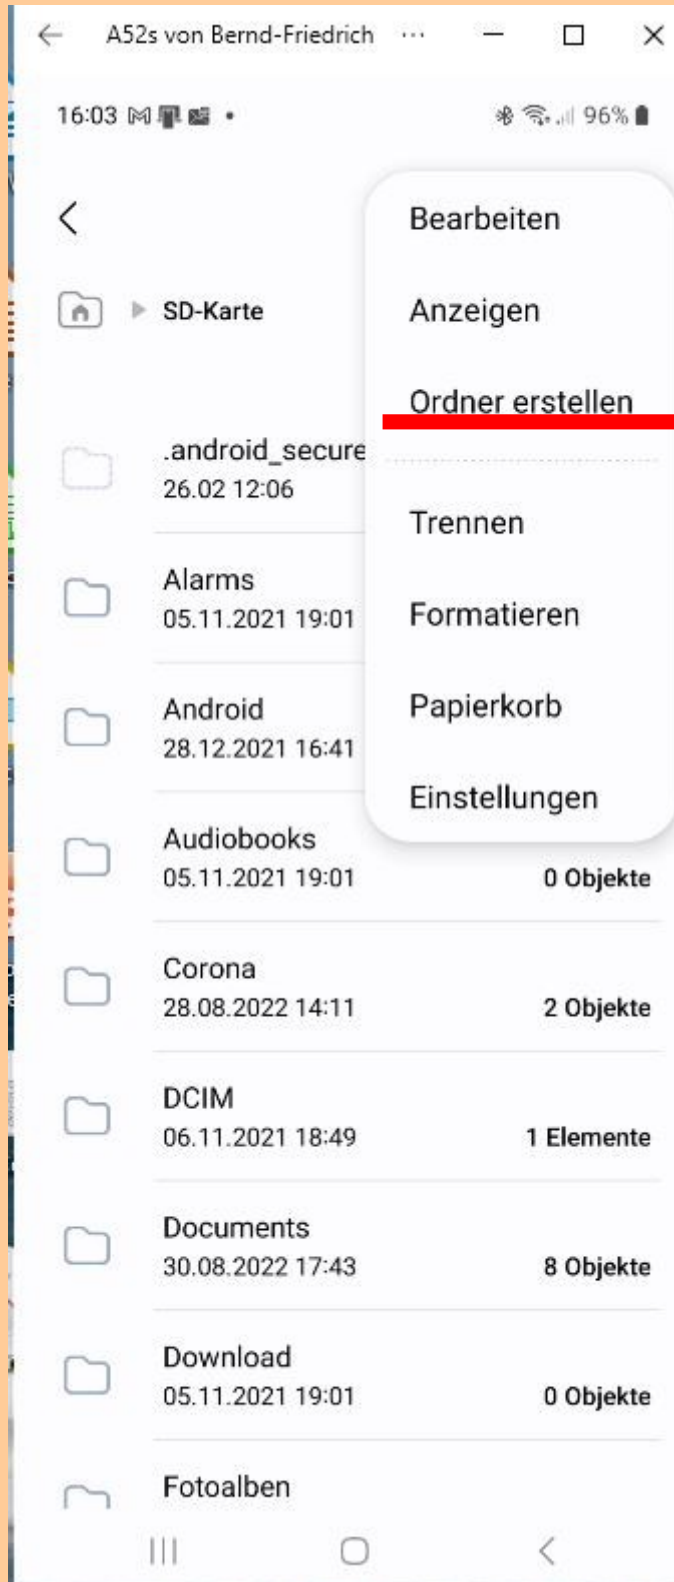 A52s von Bernd-Friedrich ...
16:03 96%
Bearbeiten
SD-Karte
Anzeigen
Ordner erstellen
.android_secure
26.02 12:06
Trennen
Alarms
05.11.2021 19:01
Formatieren
Android
28.12.2021 16:41
Papierkorb
Einstellungen
Audiobooks
05.11.2021 19:01 0 Objekte
Corona
28.08.2022 14:11 2 Objekte
DCIM
06.11.2021 18:49 1 Elemente
Documents
30.08.2022 17:43 8 Objekte
Download
05.11.2021 19:01 0 Objekte
Fotoalben